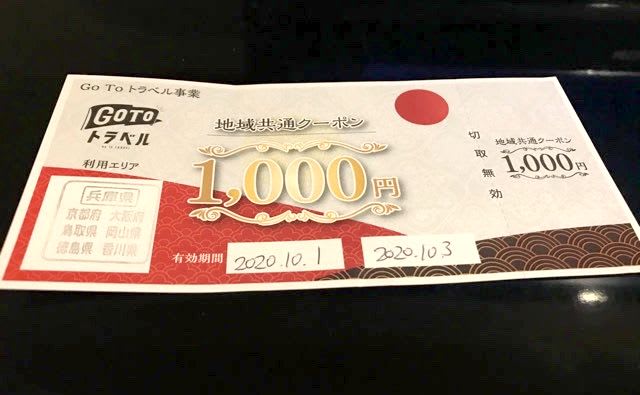 Go To トラベル事業
GOTO
トラベル
利用エリア
兵庫県
京都府 大阪府
鳥取県 岡山県
徳島県 香川県
地域共通クーポン
1,000円
有効期間 2020.10.1 2020.10.3
切取無効
地域共通クーポン
1,000円